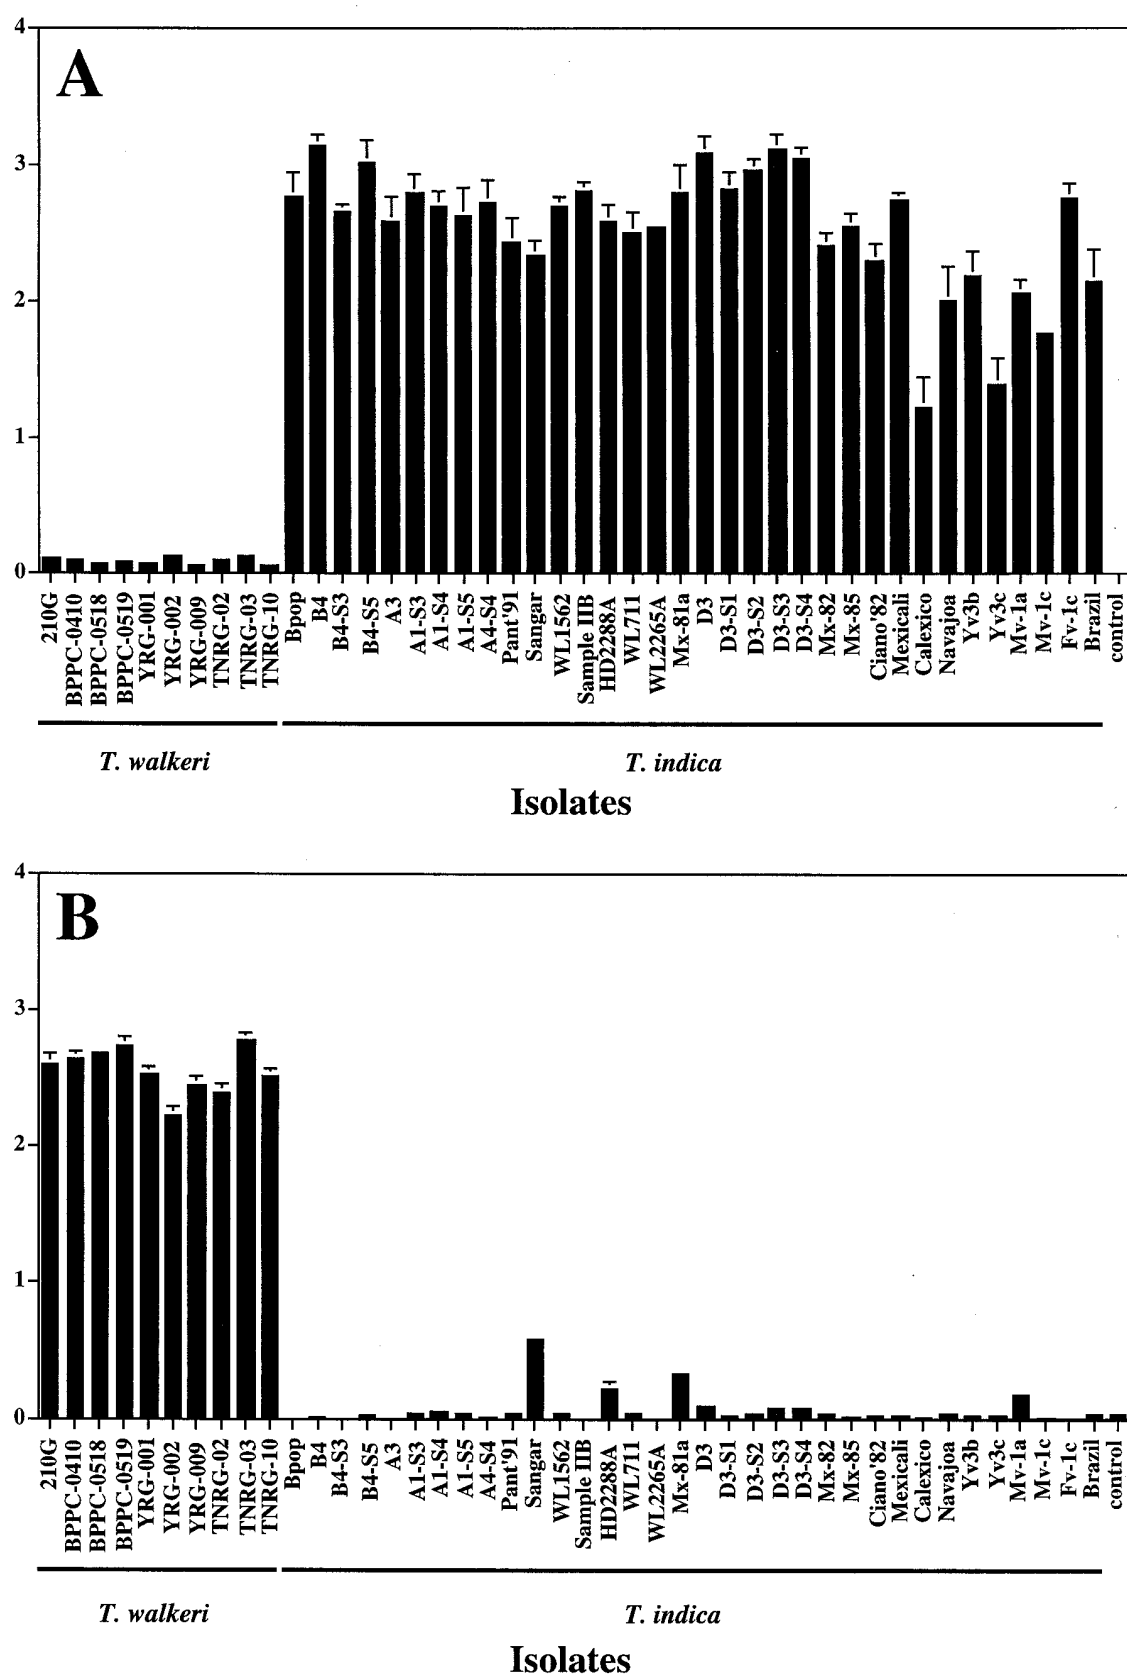 4
A
3
2
1
0
210G
BPPC-0410
BPPC-0518
BPPC-0519
YRG-001
YRG-002
YRG-009
TNRG-02
TNRG-03
TNRG-10
Bpop
B4
B4-S3
B4-S5
A3
A1-S3
A1-S4
A1-S5
A4-S4
Pant'91
Sangar
WL1562
Sample IIB
HD2288A
WL711
WL2265A
Mx-81a
D3
D3-S1
D3-S2
D3-S3
D3-S4
Mx-82
Mx-85
Ciano'82
Mexicali
Calexico
Navajoa
Yv3b
Yv3c
Mv-1a
Mv-1c
Fv-1c
Brazil
control
T. walkeri
T. indica
Isolates
4
B
3
2
1
0
210G
BPPC-0410
BPPC-0518
BPPC-0519
YRG-001
YRG-002
YRG-009
TNRG-02
TNRG-03
TNRG-10
Bpop
B4
B4-S3
B4-S5
A3
A1-S3
A1-S4
A1-S5
A4-S4
Pant'91
Sangar
WL1562
Sample IIB
HD2288A
WL711
WL2265A
Mx-81a
D3
D3-S1
D3-S2
D3-S3
D3-S4
Mx-82
Mx-85
Ciano'82
Mexicali
Calexico
Navajoa
Yv3b
Yv3c
Mv-1a
Mv-1c
Fv-1c
Brazil
control
T. walkeri
T. indica
Isolates